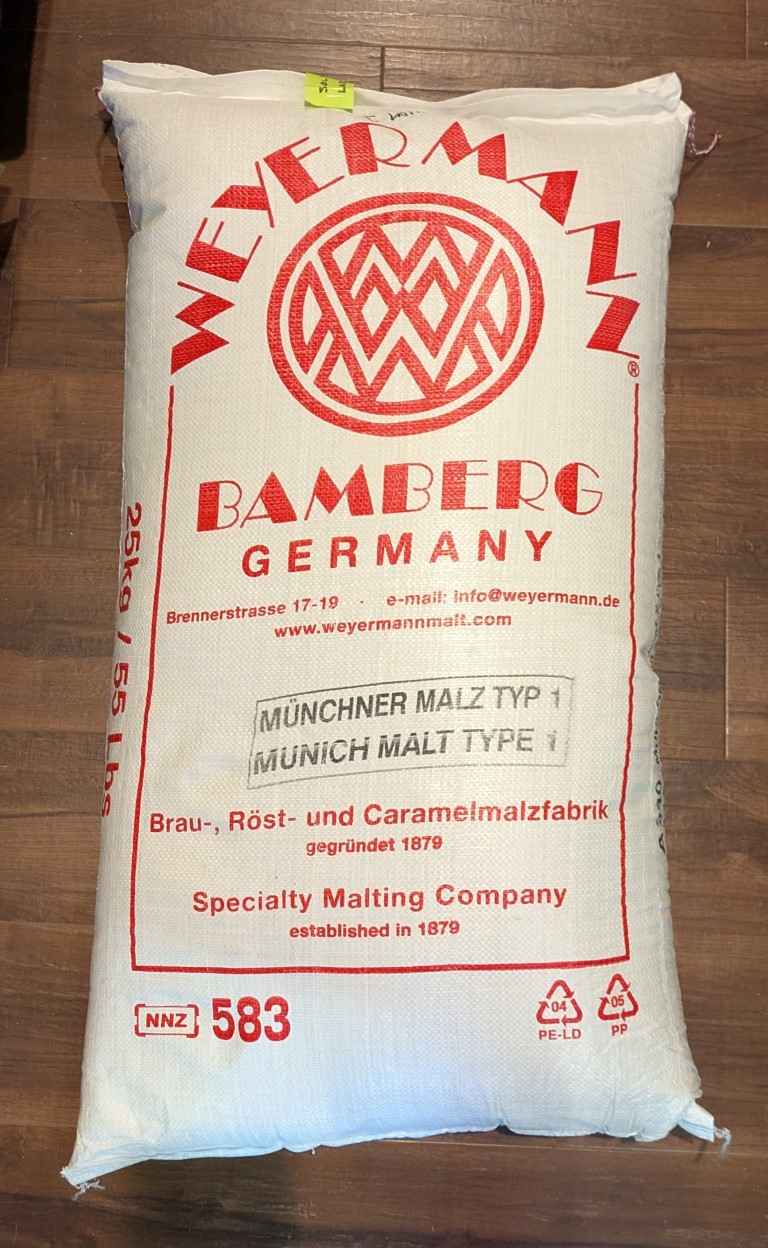 WEYERMANN®
BAMBERG
GERMANY
Brennerstrasse 17-19 · e-mail: info@weyermann.de
www.weyermannmalt.com
MÜNCHNER MALZ TYP 1
MUNICH MALT TYPE 1
Brau-, Röst- und Caramelmalzfabrik
gegründet 1879
Specialty Malting Company
established in 1879
NNZ 583
04
PE-LD
05
PP
25kg / 55 Lbs